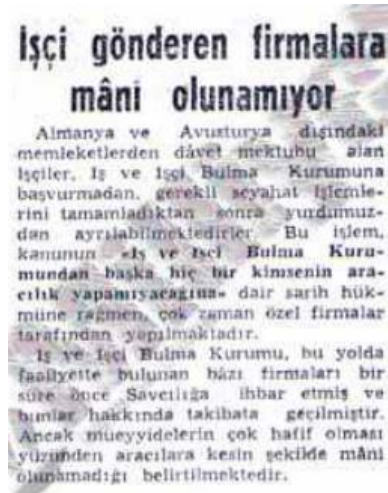 İşçi gönderen firmalara
mâni olunamıyor
Almanya ve Avusturya dışındaki
memleketlerden dâvet mektubu alan
işçiler, İş ve İşçi Bulma Kurumuna
başvurmadan, gerekli seyahat işlemle-
rini tamamladıktan sonra yurdumuz-
dan ayrılabilmektedirler. Bu işlem,
kanunun «İş ve İşçi Bulma Kuru-
mundan başka hiç bir kimsenin ara-
cılık yapamıyacağına» dair sarih hük-
müne rağmen, çok zaman özel firmalar
tarafından yapılmaktadır.
İş ve İşçi Bulma Kurumu, bu yolda
faaliyette bulunan bâzı firmaları bir
süre önce Savcılığa ihbar etmiş ve
bunlar hakkında takibata geçilmiştir.
Ancak müeyyidelerin çok hafif olması
yüzünden aracılara kesin şekilde mâni
olunamadığı belirtilmektedir.